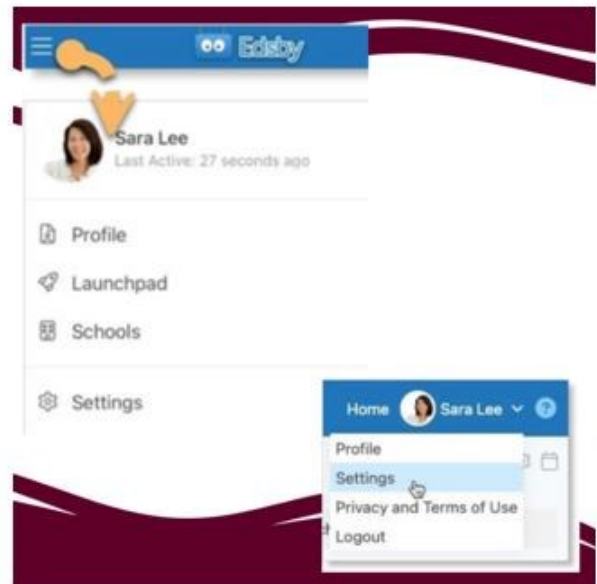 Edsby
Sara Lee
Last Active: 27 seconds ago
Profile
Launchpad
Schools
Settings
Home Sara Lee
Profile
Settings
Privacy and Terms of Use
Logout